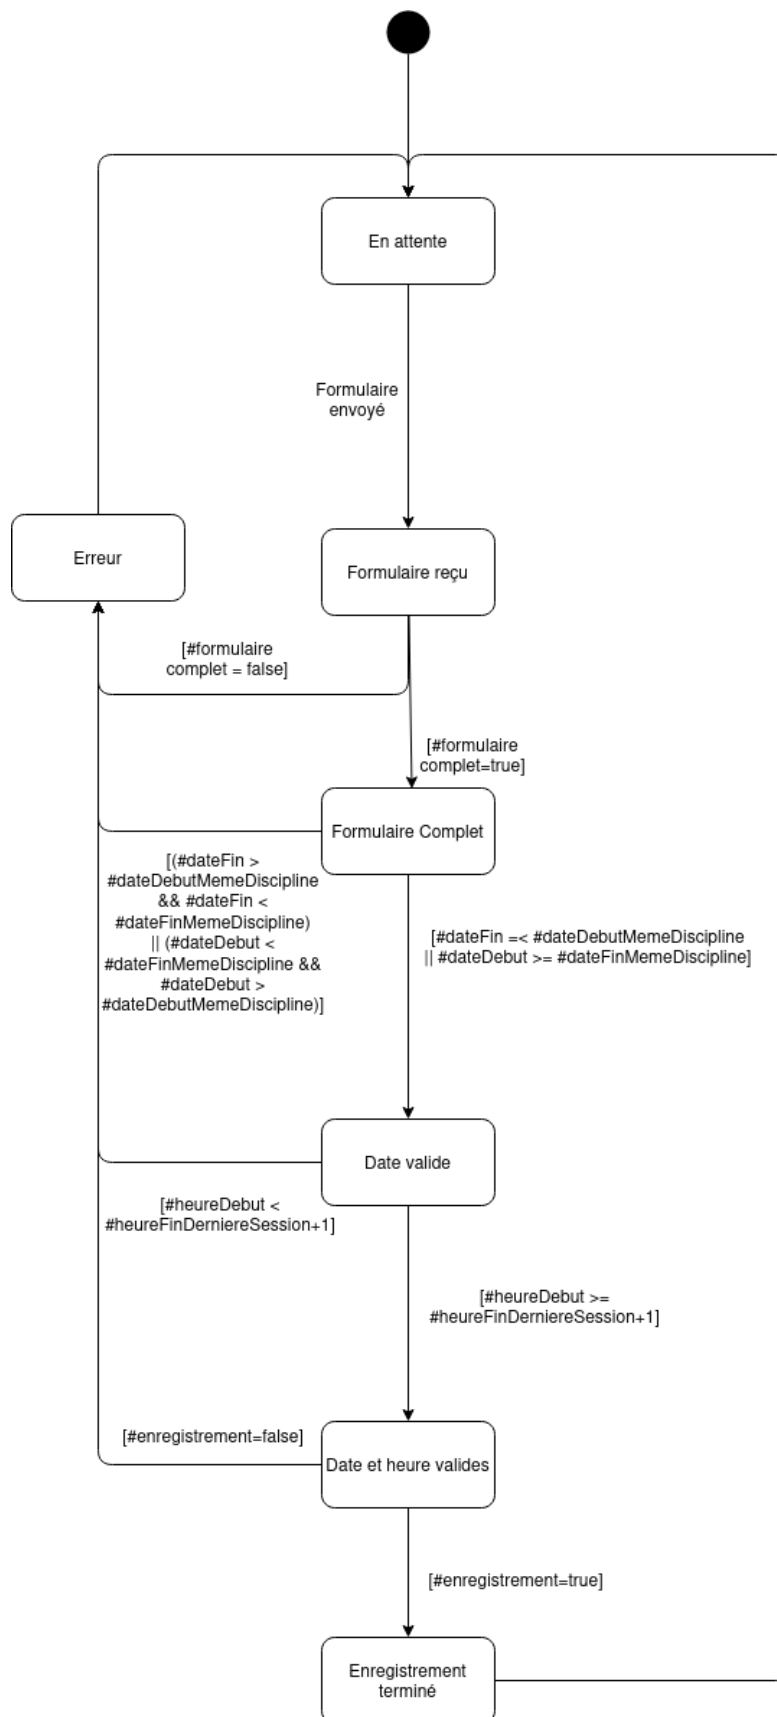 En attente
Formulaire
envoyé
Erreur
Formulaire reçu
[#formulaire
complet = false]
[#formulaire
complet=true]
Formulaire Complet
[(#dateFin >
#dateDebutMemeDiscipline
&& #dateFin <
#dateFinMemeDiscipline)
|| (#dateDebut <
#dateFinMemeDiscipline &&
#dateDebut >
#dateDebutMemeDiscipline)]
[#dateFin =< #dateDebutMemeDiscipline
|| #dateDebut >= #dateFinMemeDiscipline]
Date valide
[#heureDebut <
#heureFinDerniereSession+1]
[#heureDebut >=
#heureFinDerniereSession+1]
[#enregistrement=false]
Date et heure valides
[#enregistrement=true]
Enregistrement
terminé